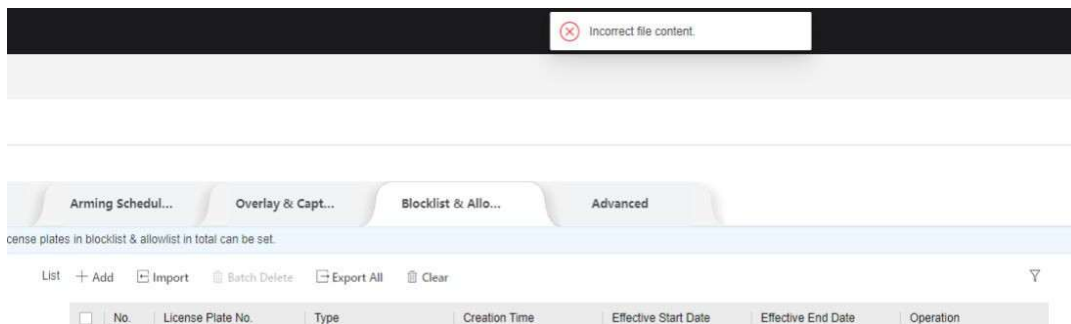 Incorrect file content.
Arming Schedul... Overlay & Capt... Blocklist & Allo... Advanced
cense plates in blocklist & allowlist in total can be set.
List Add Import Batch Delete Export All Clear
No. License Plate No. Type Creation Time Effective Start Date Effective End Date Operation